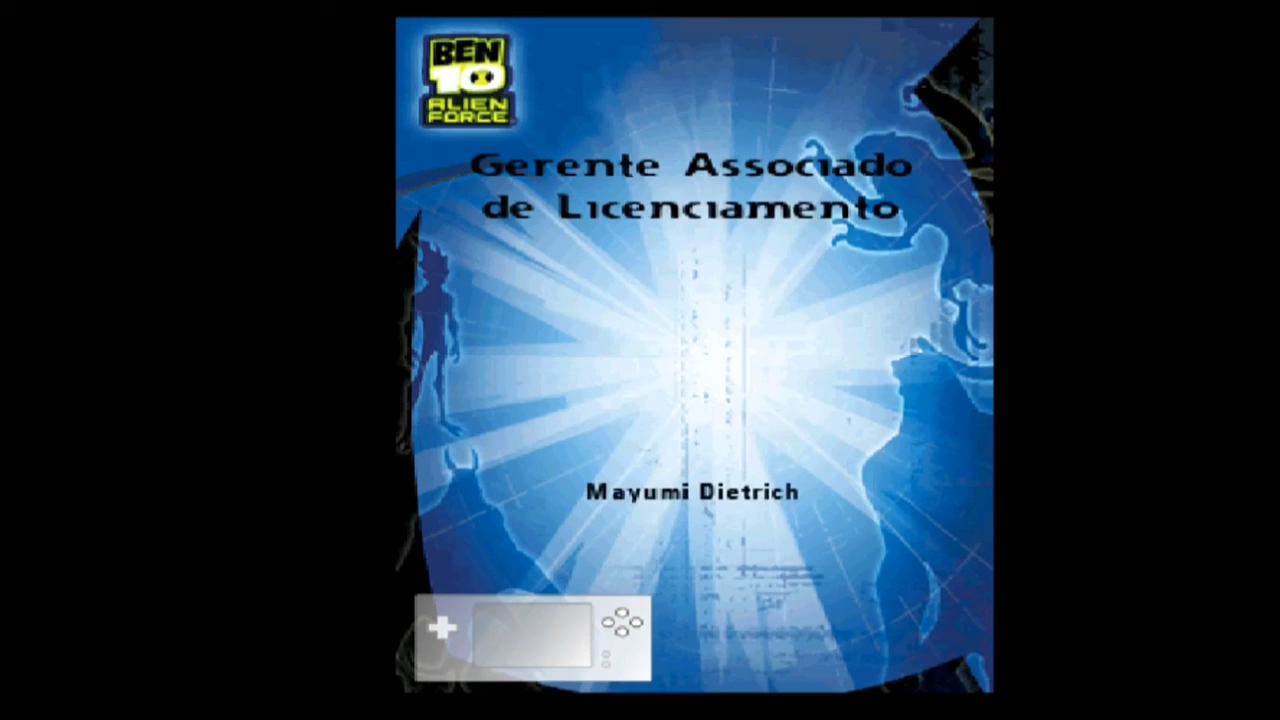 BEN
10
ALIEN
FORCE
Gerente Associado
de Licenciamento
Mayumi Dietrich